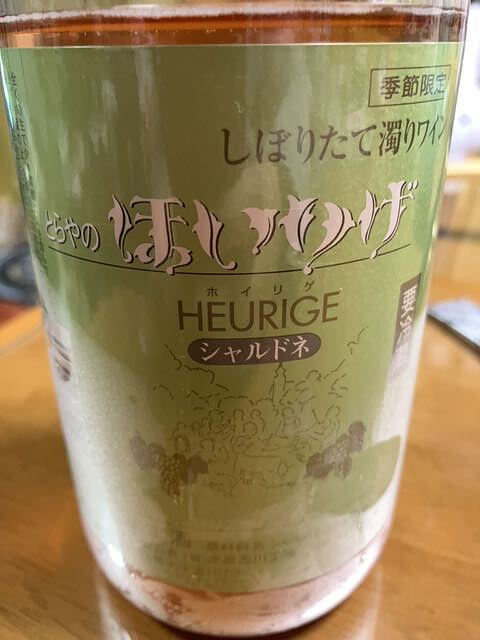 季節限定
しぼりたて濁りワイン
とらやの ほいりげ
ホイリゲ
HEURIGE
シャルドネ
要冷